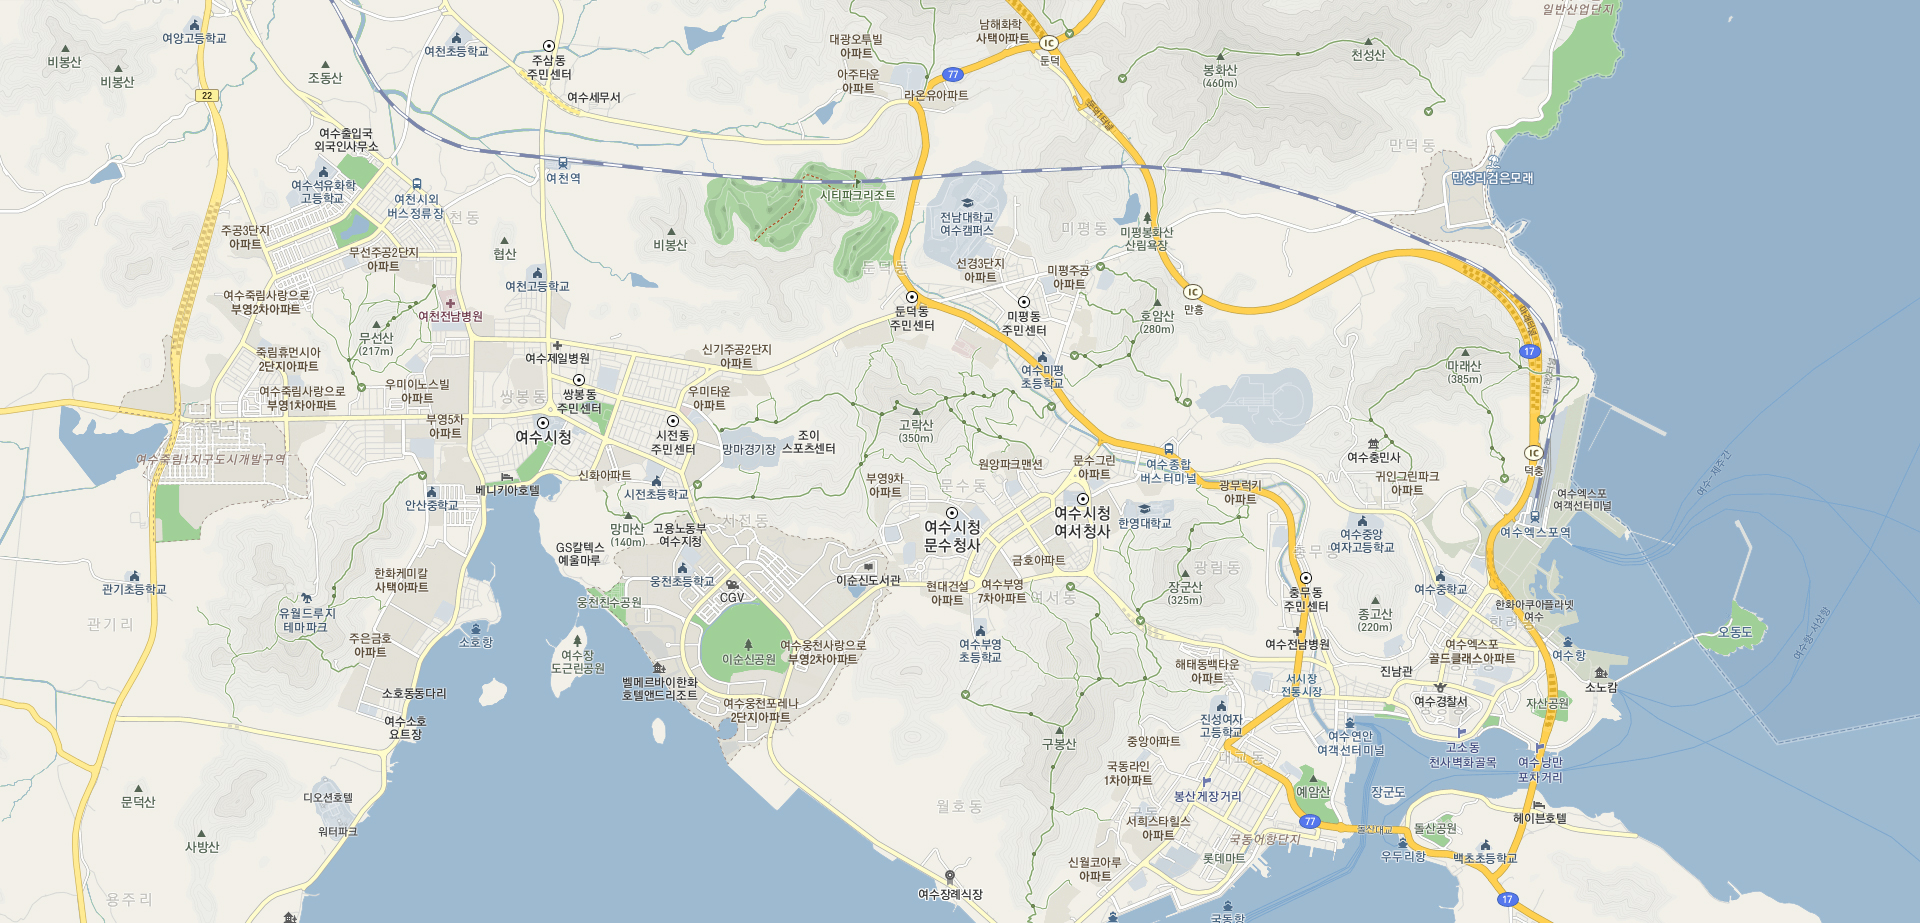 일반산업단지
여양고등학교
비봉산
비봉산
조동산
여천초등학교
주삼동
주민센터
여수세무서
22
대광오투빌
아파트
아주타운
아파트
라온유아파트
77
남해화학
사택아파트
IC
둔덕
봉화산
(460m)
천성산
만덕동
만성리검은모래
여수출입국
외국인사무소
여수석유화학
고등학교
여천시외
버스정류장
여천역
시티파크리조트
전남대학교
여수캠퍼스
미평동
미평봉화산
산림욕장
주공3단지
아파트
무선주공2단지
아파트
협산
비봉산
둔덕동
선경3단지
아파트
미평주공
아파트
여천고등학교
여수죽림사랑으로
부영2차아파트
여천전남병원
둔덕동
주민센터
미평동
주민센터
호암산
(280m)
IC
만흥
무선산
(217m)
죽림휴먼시아
2단지아파트
여수제일병원
신기주공2단지
아파트
여수미평
초등학교
17
마래산
(385m)
여수죽림사랑으로
부영1차아파트
우미이노스빌
아파트
쌍봉동
쌍봉동
주민센터
우미타운
아파트
죽림리
부영5차
아파트
여수시청
시전동
주민센터
망마경기장
조이
스포츠센터
고락산
(350m)
여수죽림1지구도시개발구역
신화아파트
원앙파크맨션
문수그린
아파트
여수종합
버스터미널
여수충민사
IC
덕충
베니키아호텔
안산중학교
시전초등학교
부영9차
아파트
문수동
광무럭키
아파트
귀인그린파크
아파트
여수엑스포
여객선터미널
여수-제주간
망마산
(140m)
고용노동부
여수지청
시전동
여수시청
문수청사
여수시청
여서청사
한영대학교
여수중앙
여자고등학교
여수엑스포역
GS칼텍스
예울마루
충무동
관기초등학교
한화케미칼
사택아파트
웅천초등학교
CGV
이순신도서관
현대건설
아파트
금호아파트
여수부영
7차아파트
여서동
광림동
장군산
(325m)
충무동
주민센터
종고산
(220m)
여수중학교
한화아쿠아플라넷
여수
유월드루지
테마파크
웅천친수공원
관기리
소호항
주은금호
아파트
여수장
도근린공원
이순신공원
여수웅천사랑으로
부영2차아파트
여수부영
초등학교
여수전남병원
여수엑스포
골드클래스아파트
여수항
오동도
여수항-서상항
해태동백타운
아파트
진남관
소노캄
벨메르바이한화
호텔앤드리조트
서시장
전통시장
여수경찰서
자산공원
소호동동다리
여수소호
요트장
여수웅천포레나
2단지아파트
진성여자
고등학교
구봉산
중앙아파트
대교동
여수연안
여객선터미널
고소동
천사벽화골목
여수낭만
포차거리
국동라인
1차아파트
문덕산
디오션호텔
워터파크
사방산
월호동
봉산게장거리
예암산
장군도
국동
서희스타힐스
아파트
77
돌산대교
돌산공원
헤이븐호텔
국동어항단지
우두리항
백초초등학교
롯데마트
신월코아루
아파트
여수장례식장
용주리
국동항
17